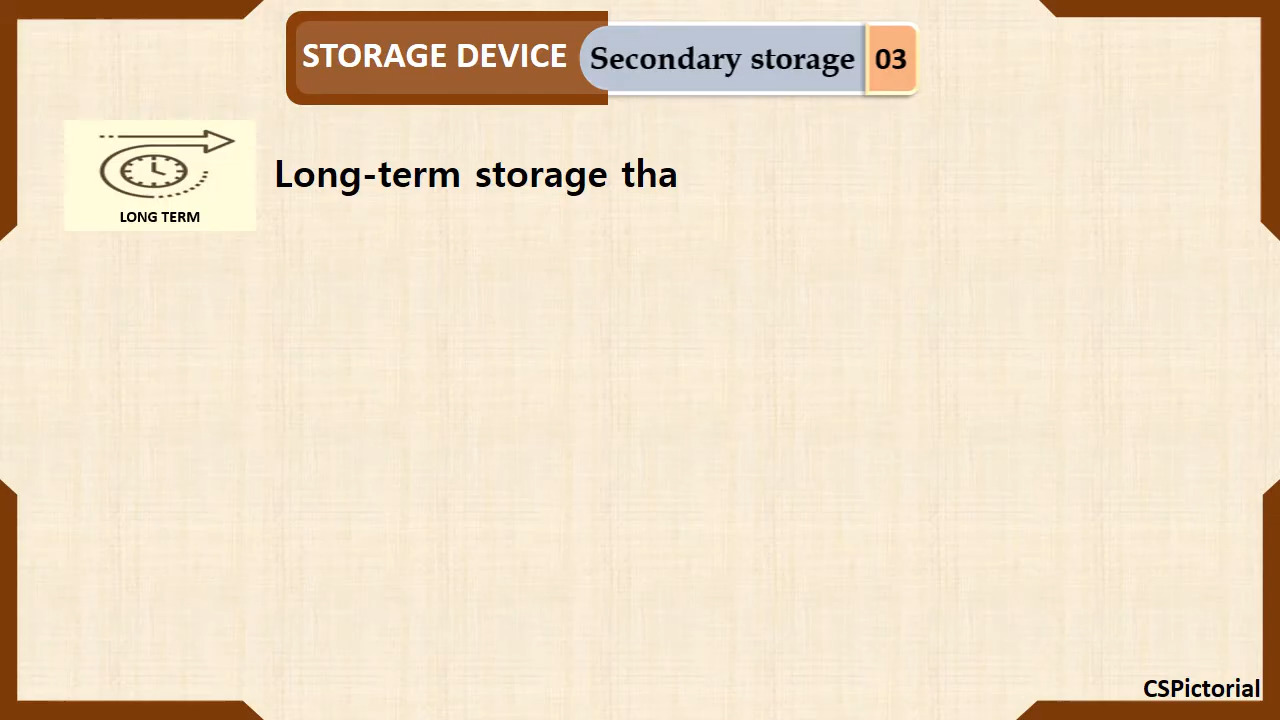 STORAGE DEVICE
Secondary storage
03
LONG TERM
Long-term storage tha
CSPictorial